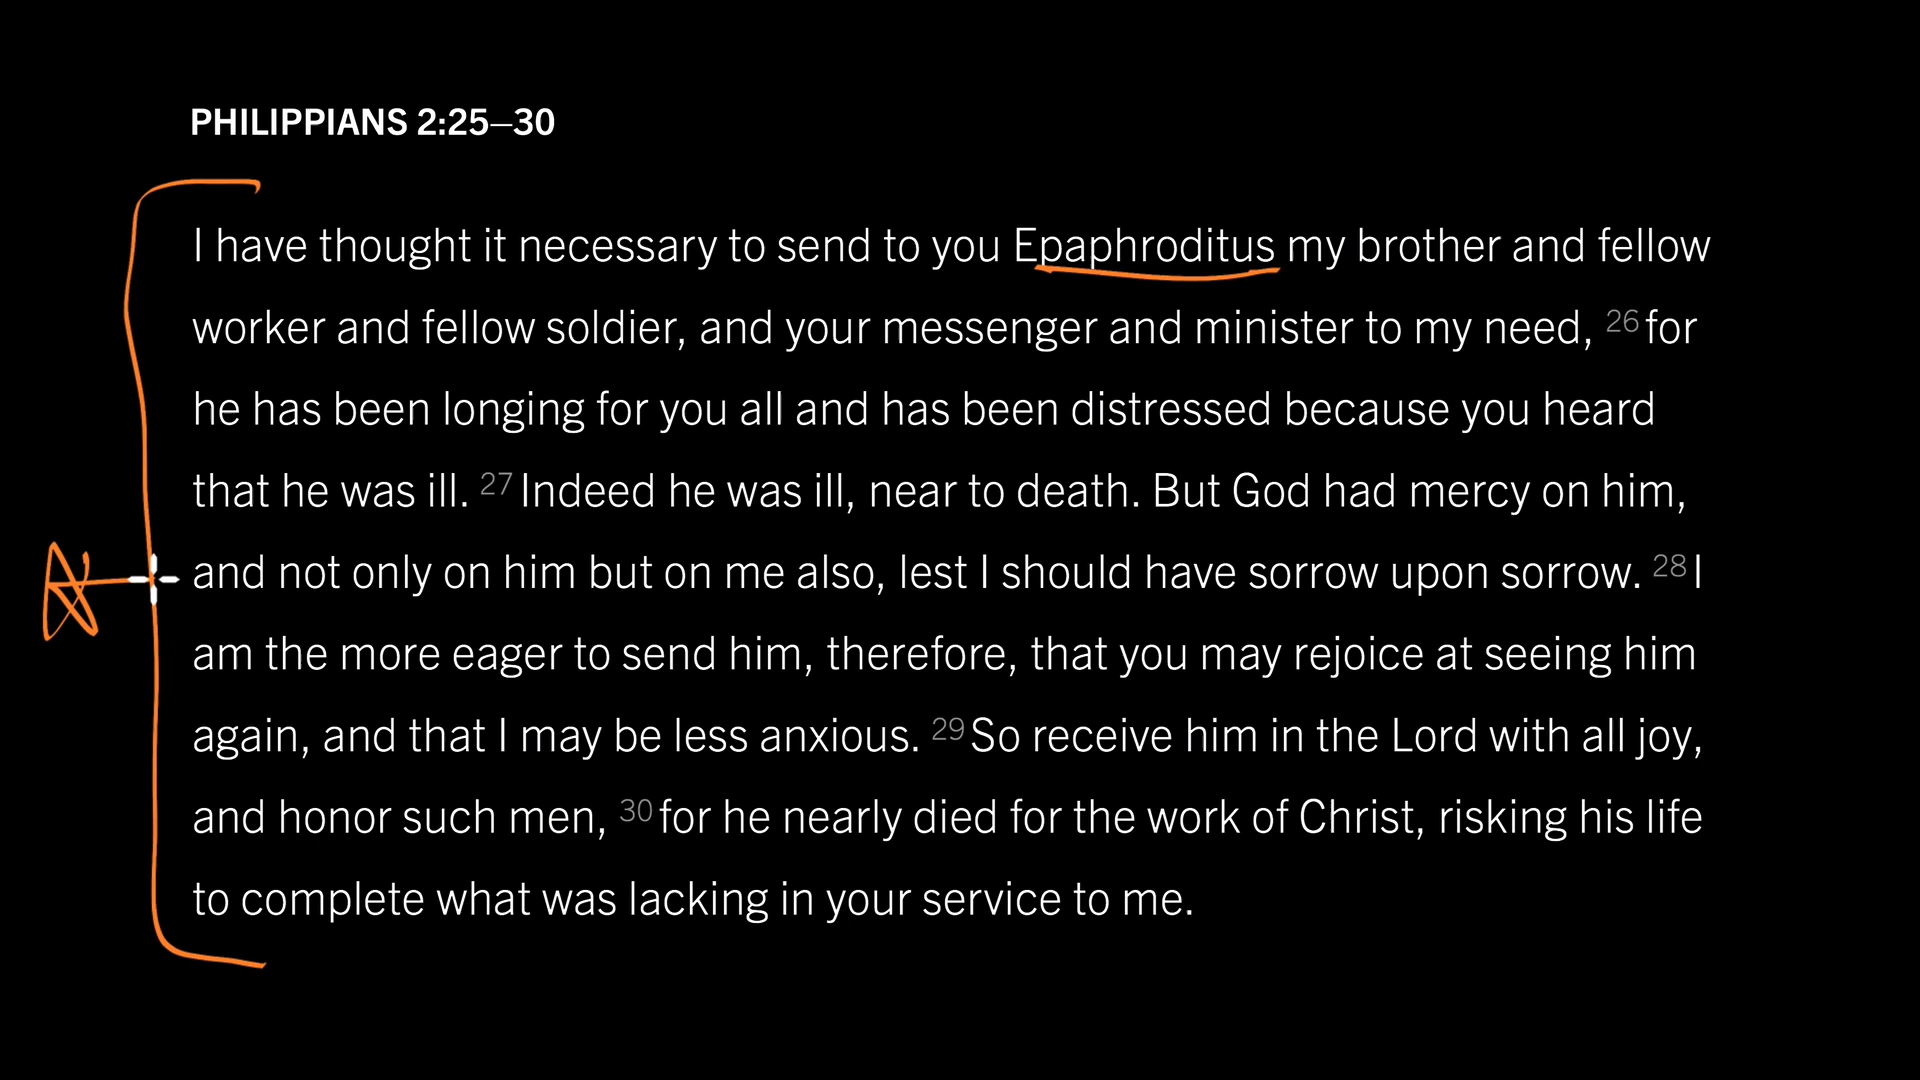 PHILIPPIANS 2:25–30
I have thought it necessary to send to you Epaphroditus my brother and fellow
worker and fellow soldier, and your messenger and minister to my need, 26 for
he has been longing for you all and has been distressed because you heard
that he was ill. 27 Indeed he was ill, near to death. But God had mercy on him,
and not only on him but on me also, lest I should have sorrow upon sorrow. 28 I
am the more eager to send him, therefore, that you may rejoice at seeing him
again, and that I may be less anxious. 29 So receive him in the Lord with all joy,
and honor such men, 30 for he nearly died for the work of Christ, risking his life
to complete what was lacking in your service to me.